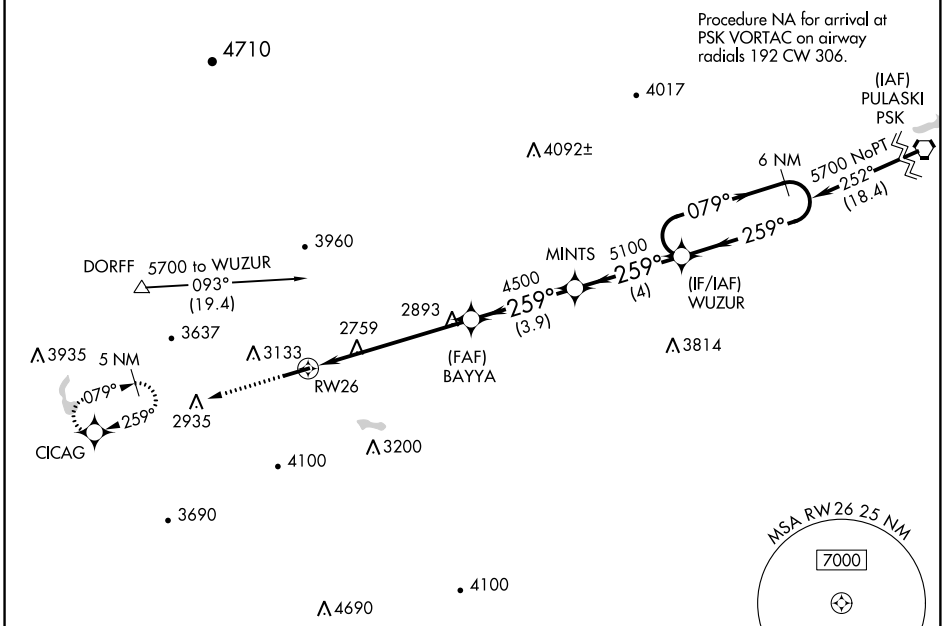 Procedure NA for arrival at
PSK VORTAC on airway
radials 192 CW 306.
4710
4017
(IAF)
PULASKI
PSK
4092±
6 NM
5700 NoPT
252°
(18.4)
079°
259°
3960
MINTS
5100
259°
(4)
(IF/IAF)
WUZUR
DORFF
5700 to WUZUR
093°
(19.4)
4500
259°
(3.9)
2893
(FAF)
BAYYA
3637
2759
3814
3935
5 NM
3133
RW26
079°
259°
2935
CICAG
3200
4100
3690
MSA RW 26 25 NM
7000
4100
4690